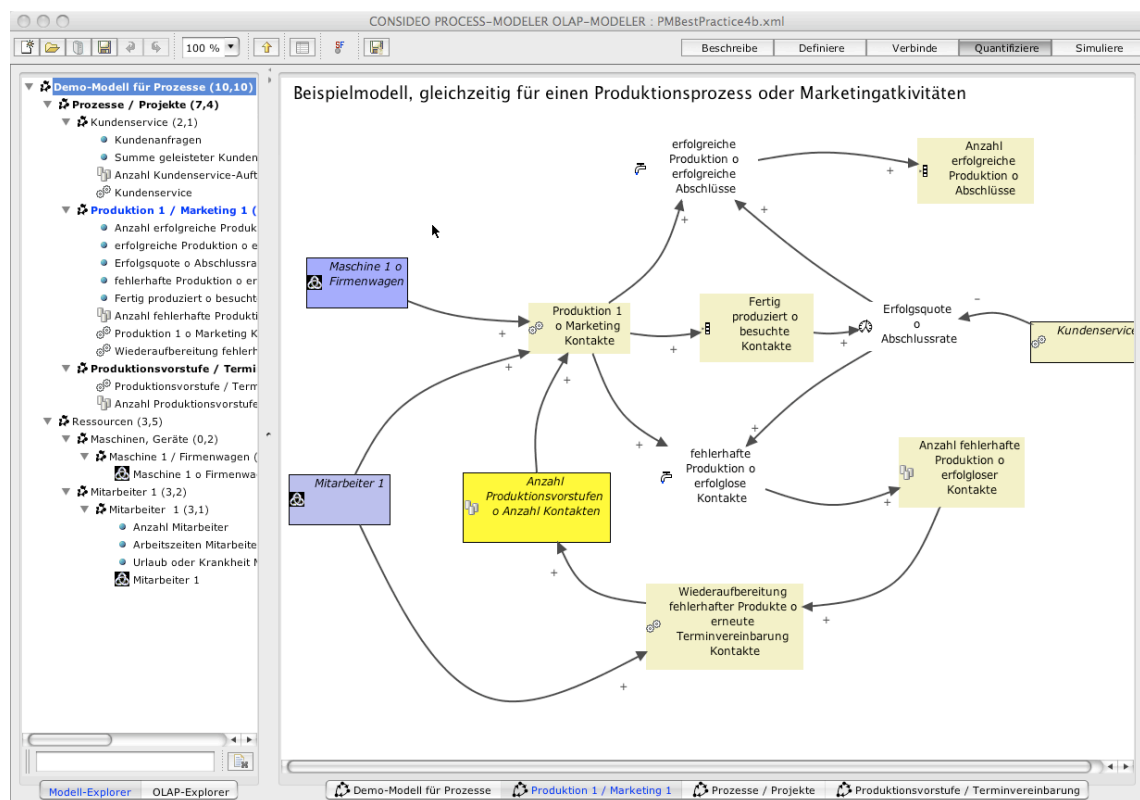 CONSIDEO PROCESS-MODELER OLAP-MODELER : PMBestPractice4b.xml
100 %
Beschreibe
Definiere
Verbinde
Quantifiziere
Simuliere
Demo-Modell für Prozesse (10,10)
Prozesse / Projekte (7,4)
Kundenservice (2,1)
Kundenanfragen
Summe geleisteter Kunden
Anzahl Kundenservice-Auft
Kundenservice
Produktion 1 / Marketing 1 (
Anzahl erfolgreiche Produk
erfolgreiche Produktion o e
Erfolgsquote o Abschlussra
fehlerhafte Produktion o er
Fertig produziert o besucht
Anzahl fehlerhafte Produkti
Produktion 1 o Marketing K
Wiederaufbereitung fehlerh
Produktionsvorstufe / Termi
Produktionsvorstufe / Term
Anzahl Produktionsvorstufe
Ressourcen (3,5)
Maschinen, Geräte (0,2)
Maschine 1 / Firmenwagen (
Maschine 1 o Firmenwa
Mitarbeiter 1 (3,2)
Mitarbeiter 1 (3,1)
Anzahl Mitarbeiter
Arbeitszeiten Mitarbeite
Urlaub oder Krankheit M
Mitarbeiter 1
Modell-Explorer
OLAP-Explorer
Beispielmodell, gleichzeitig für einen Produktionsprozess oder Marketingatkivitäten
erfolgreiche
Produktion o
erfolgreiche
Abschlüsse
Anzahl
erfolgreiche
Produktion o
Abschlüsse
Maschine 1 o
Firmenwagen
Produktion 1
o Marketing
Kontakte
Fertig
produziert o
besuchte
Kontakte
Erfolgsquote
o
Abschlussrate
Kundenservice
Mitarbeiter 1
Anzahl
Produktionsvorstufen
o Anzahl Kontakten
fehlerhafte
Produktion o
erfolglose
Kontakte
Anzahl fehlerhafte
Produktion o
erfolgloser
Kontakte
Wiederaufbereitung
fehlerhafter Produkte o
erneute
Terminvereinbarung
Kontakte
Demo-Modell für Prozesse
Produktion 1 / Marketing 1
Prozesse / Projekte
Produktionsvorstufe / Terminvereinbarung